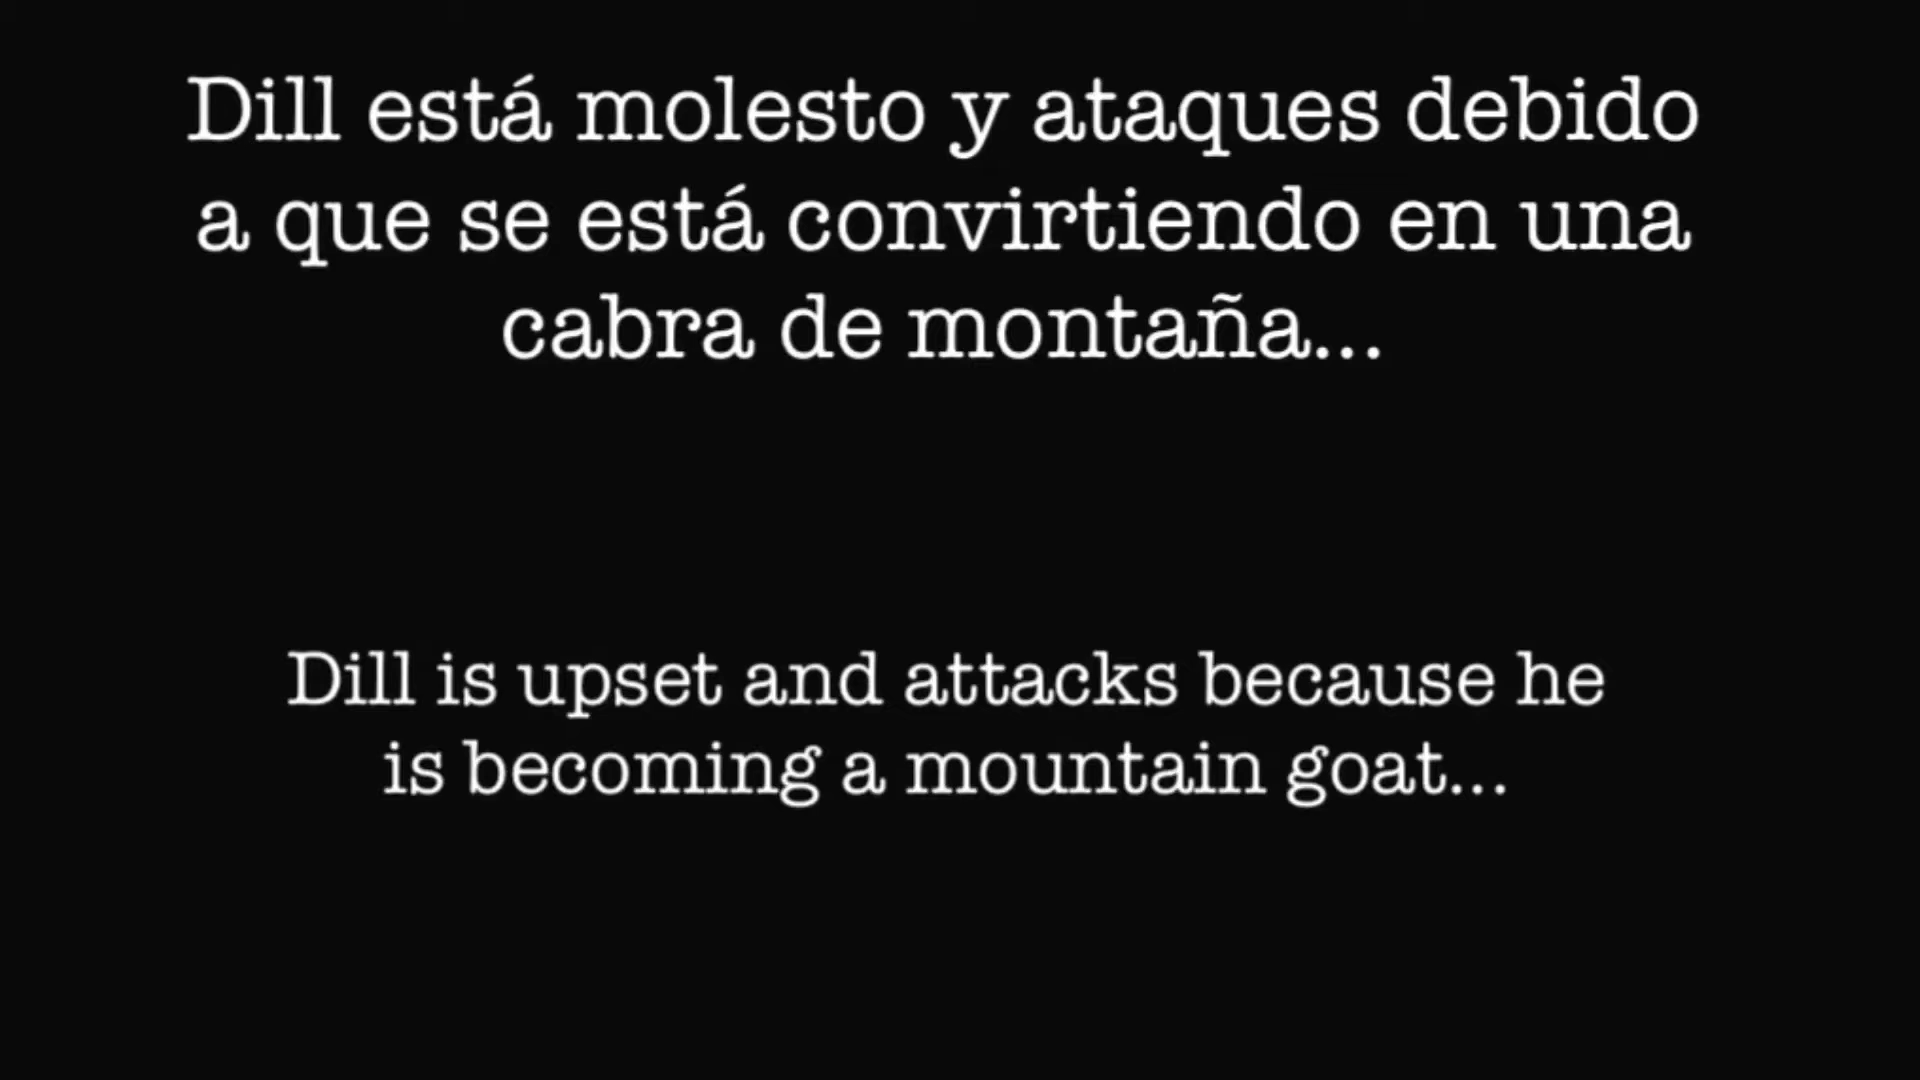 Dill está molesto y ataques debido
a que se está convirtiendo en una
cabra de montaña...
Dill is upset and attacks because he
is becoming a mountain goat...